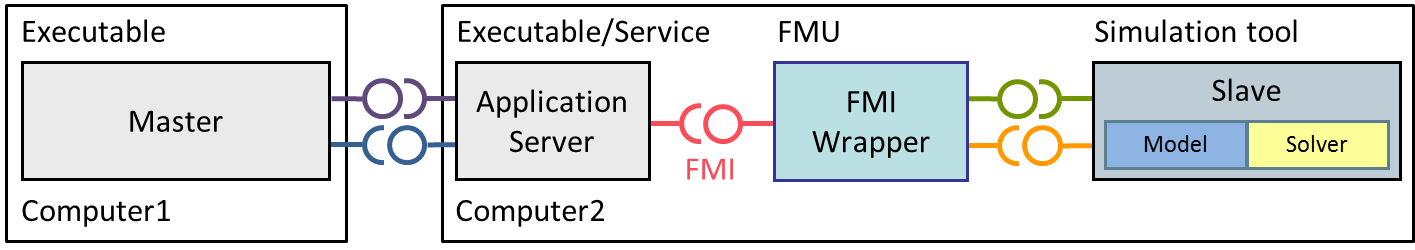 Executable
Master
Computer1
Executable/Service
FMU
Simulation tool
Application
Server
FMI
FMI
Wrapper
Slave
Model
Solver
Computer2